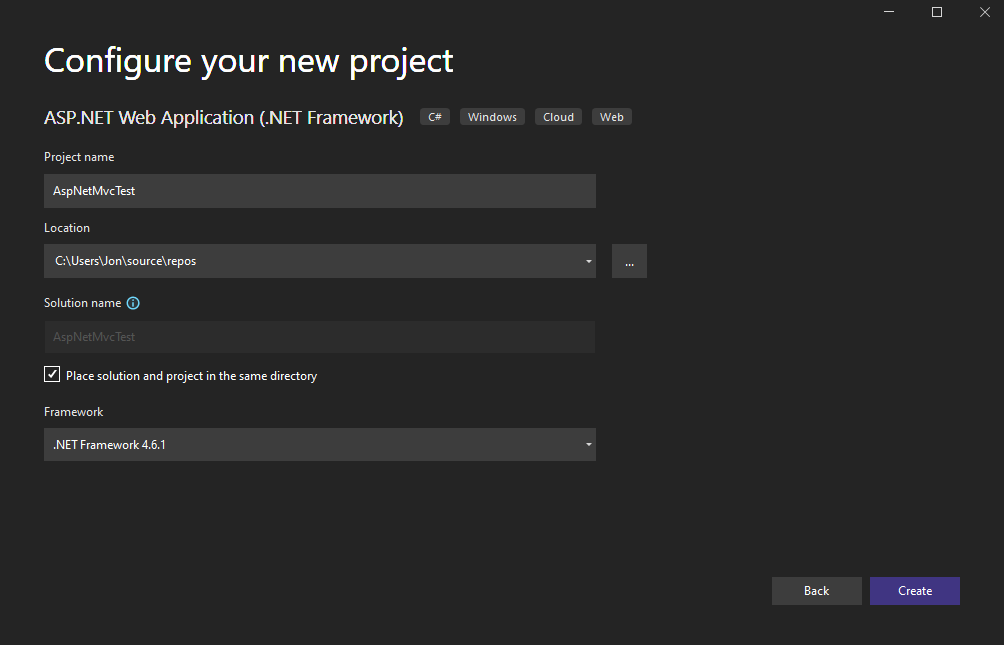 Configure your new project
ASP.NET Web Application (.NET Framework) C# Windows Cloud Web
Project name
AspNetMvcTest
Location
C:\Users\Jon\source\repos
...
Solution name
AspNetMvcTest
Place solution and project in the same directory
Framework
.NET Framework 4.6.1
Back Create